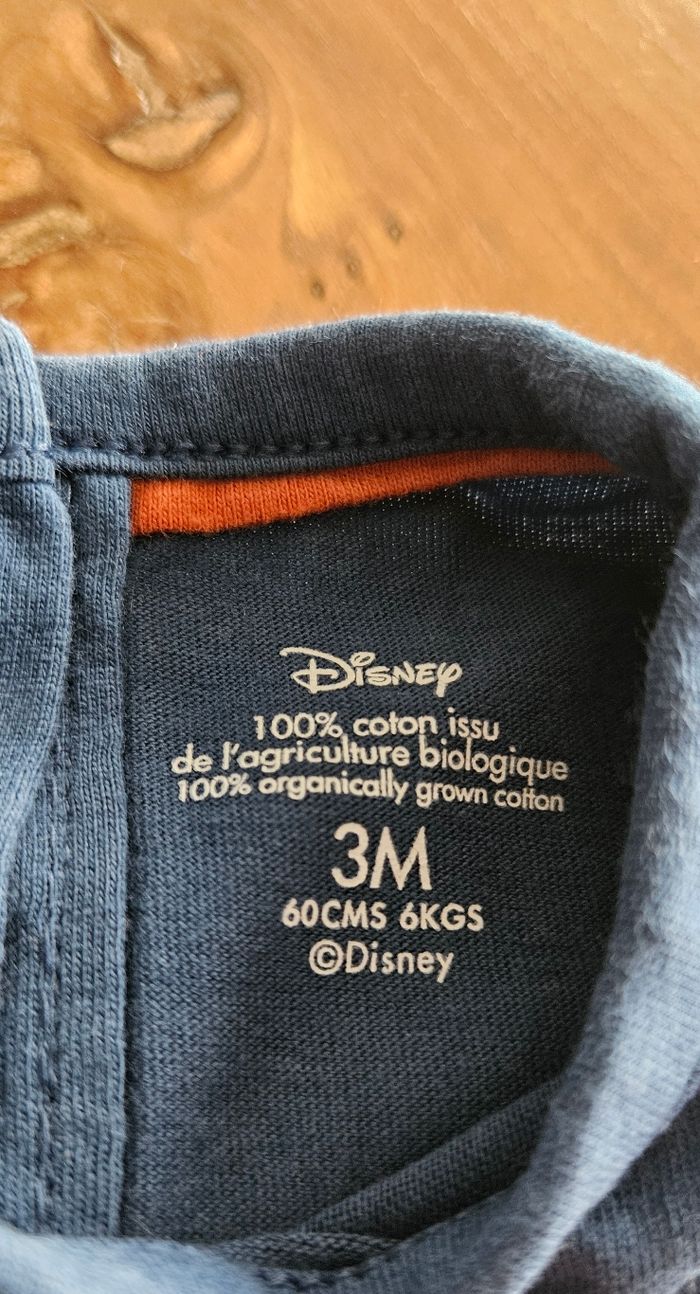 Disney
100% coton issu
de l'agriculture biologique
100% organically grown cotton
3M
60CMS 6KGS
©Disney